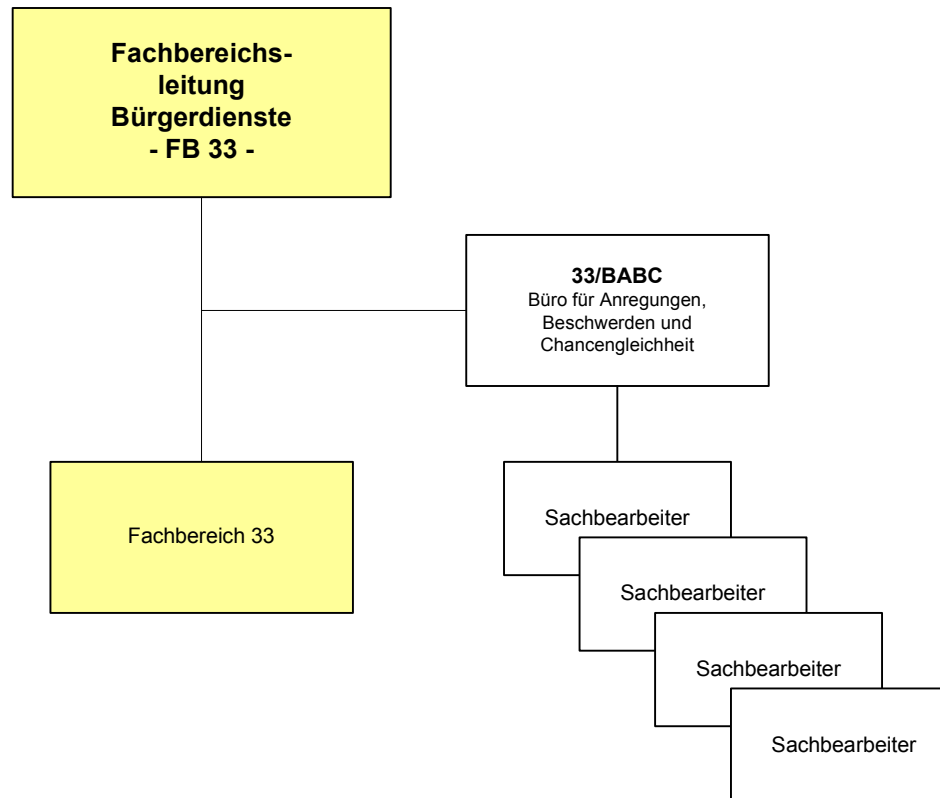 Fachbereichs-
leitung
Bürgerdienste
- FB 33 -
33/BABC
Büro für Anregungen,
Beschwerden und
Chancengleichheit
Fachbereich 33
Sachbearbeiter
Sachbearbeiter
Sachbearbeiter
Sachbearbeiter